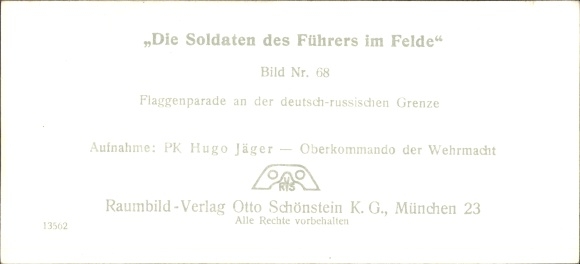 „Die Soldaten des Führers im Felde“
Bild Nr. 68
Flaggenparade an der deutsch-russischen Grenze
Aufnahme: PK Hugo Jäger — Oberkommando der Wehrmacht
Raumbild-Verlag Otto Schönstein K. G., München 23
Alle Rechte vorbehalten
13562